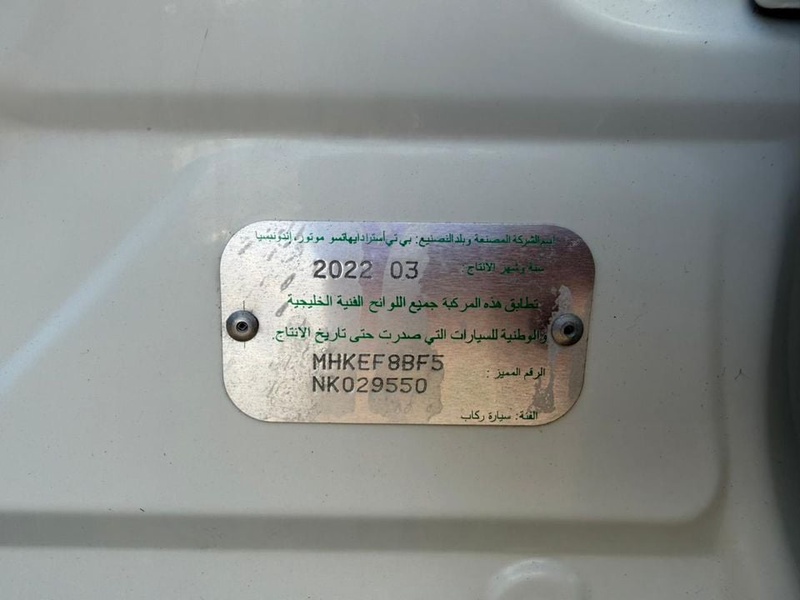 اسم الشركة المصنعة وبلد التصنيع: بي تي أسترا دايهاتسو موتور، إندونيسيا
سنة وشهر الانتاج 2022 03
تطابق هذه المركبة جميع اللوائح الفنية الخليجية
والوطنية للسيارات التي صدرت حتى تاريخ الانتاج.
الرقم المميز: MHKEF8BF5
NK029550
الفئة: سيارة ركاب